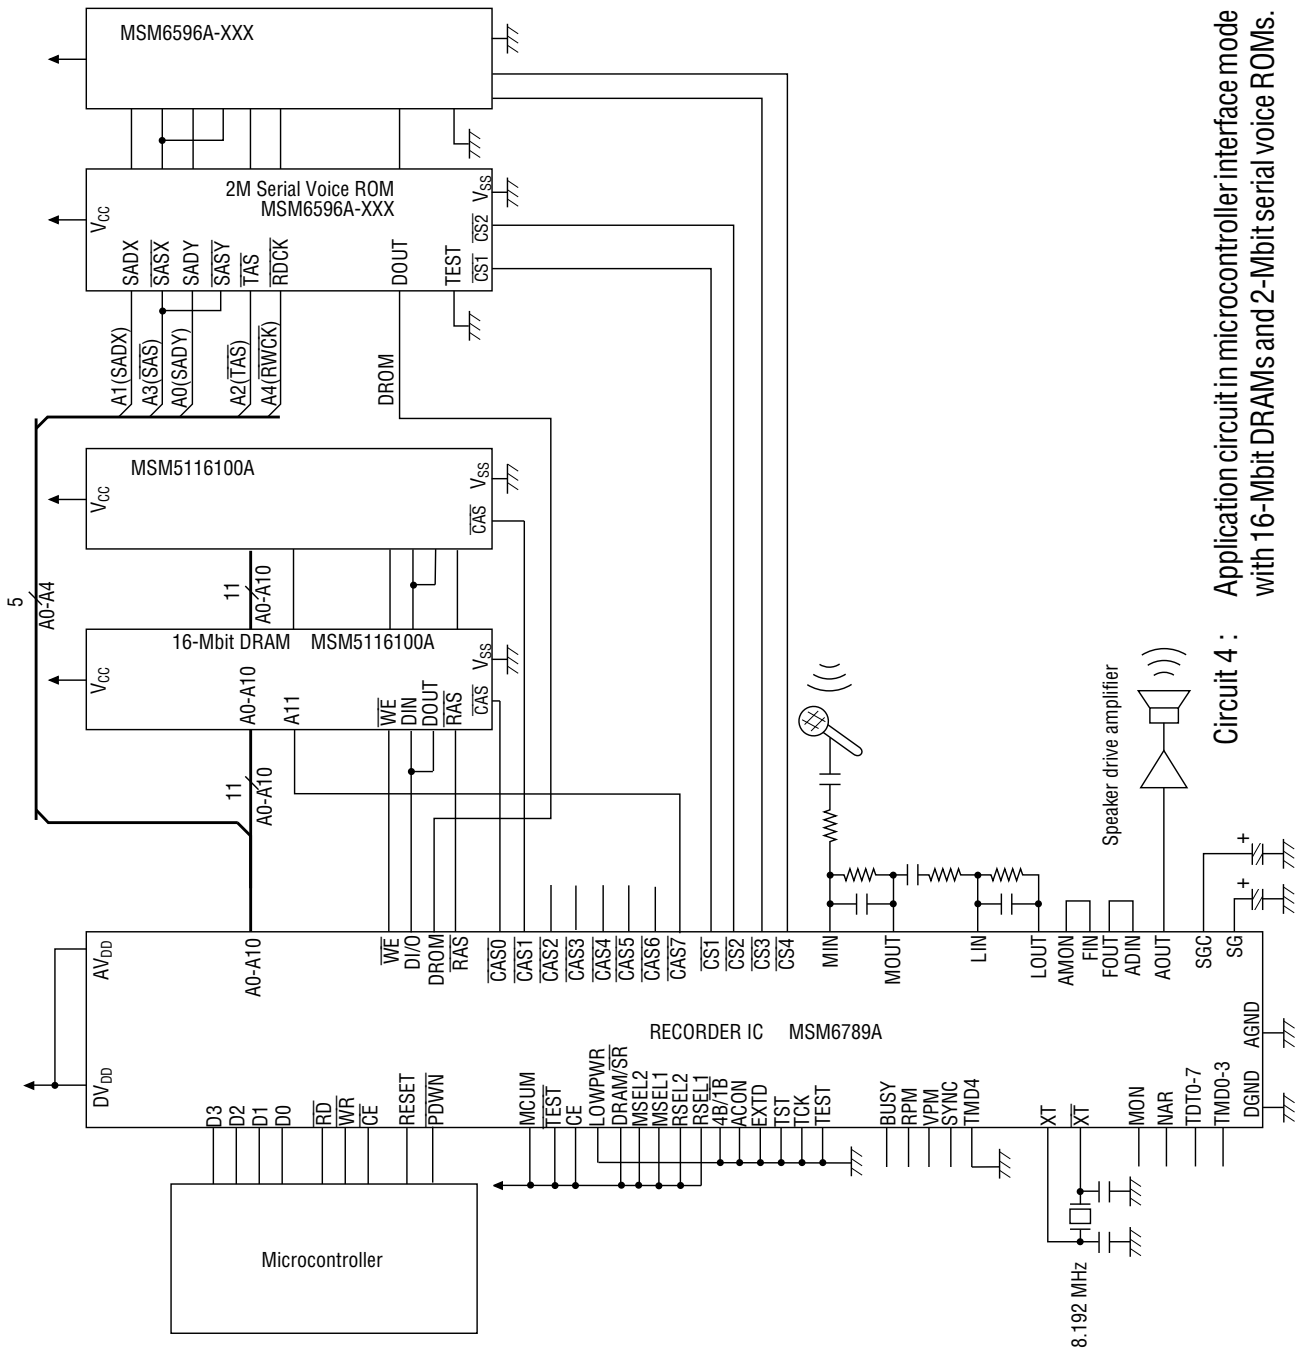 MSM6596A-XXX
2M Serial Voice ROM
MSM6596A-XXX
VCC
SADX
SASX
SADY
SASY
TAS
RDCK
DOUT
TEST
CS1
CS2
VSS
A1(SADX)
A3(SAS)
A0(SADY)
A2(TAS)
A4(RWCK)
DROM
MSM5116100A
VCC
CAS
VSS
5
A0-A4
11
A0-A10
16-Mbit DRAM MSM5116100A
VCC
A0-A10
A11
WE
DIN
DOUT
RAS
CAS
VSS
11
A0-A10
AVDD
DVDD
A0-A10
WE
DI/O
DROM
RAS
CAS0
CAS1
CAS2
CAS3
CAS4
CAS5
CAS6
CAS7
CS1
CS2
CS3
CS4
MIN
MOUT
LIN
LOUT
AMON
FIN
FOUT
ADIN
AOUT
SGC
SG
+
+
Speaker drive amplifier
RECORDER IC MSM6789A
AGND
DGND
D3
D2
D1
D0
RD
WR
CE
RESET
PDWN
MCUM
TEST
CE
LOWPWR
DRAM/SR
MSEL2
MSEL1
RSEL2
RSEL1
4B/1B
ACON
EXTD
TST
TCK
TEST
BUSY
RPM
VPM
SYNC
TMD4
XT
XT
MON
NAR
TDT0-7
TMD0-3
Microcontroller
8.192 MHz
Circuit 4 : Application circuit in microcontroller interface mode
with 16-Mbit DRAMs and 2-Mbit serial voice ROMs.